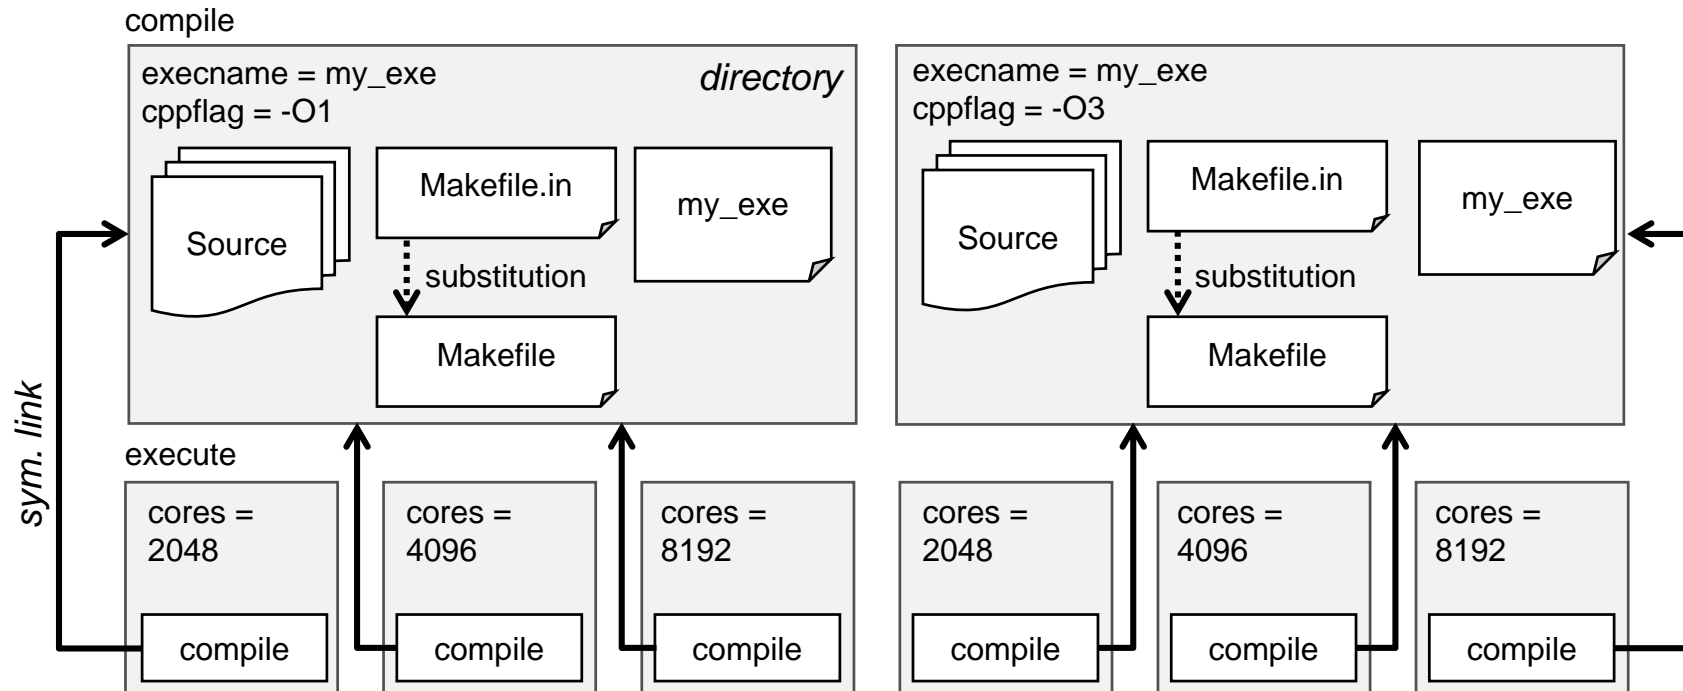 compile
execname = my_exe
cppflag = -O1
directory
Source
Makefile.in
substitution
Makefile
my_exe
execname = my_exe
cppflag = -O3
Source
Makefile.in
substitution
Makefile
my_exe
sym. link
execute
cores =
2048
compile
cores =
4096
compile
cores =
8192
compile
cores =
2048
compile
cores =
4096
compile
cores =
8192
compile